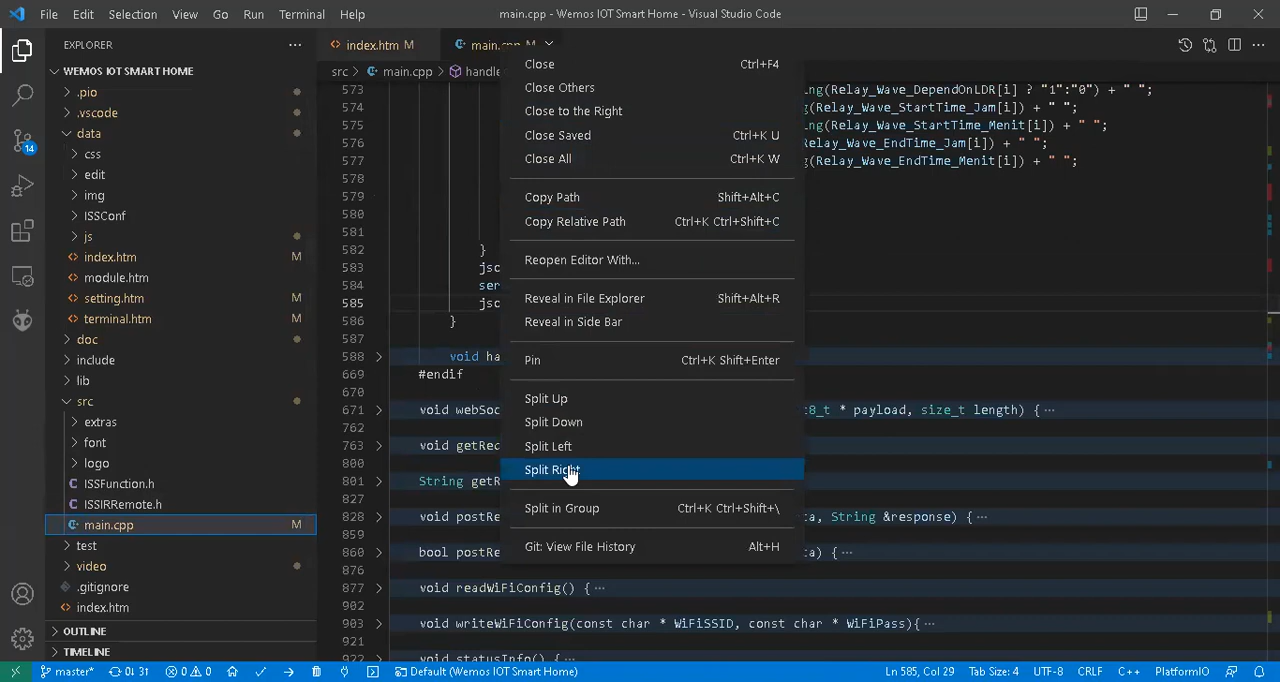 File Edit Selection View Go Run Terminal Help main.cpp - Wemos IOT Smart Home - Visual Studio Code
EXPLORER
WEMOS IOT SMART HOME
.pio
.vscode
data
css
edit
img
ISSConf
js
index.htm M
module.htm
setting.htm M
terminal.htm M
doc
include
lib
src
extras
font
logo
ISSFunction.h
ISSIRRemote.h
main.cpp M
test
video
.gitignore
index.htm
OUTLINE
TIMELINE
14
index.htm M main.cpp M
src > main.cpp > handle
Close Ctrl+F4
Close Others
Close to the Right
Close Saved Ctrl+K U
Close All Ctrl+K W
Copy Path Shift+Alt+C
Copy Relative Path Ctrl+K Ctrl+Shift+C
Reopen Editor With...
Reveal in File Explorer Shift+Alt+R
Reveal in Side Bar
Pin Ctrl+K Shift+Enter
Split Up
Split Down
Split Left
Split Right
Split in Group Ctrl+K Ctrl+Shift+\
Git: View File History Alt+H
573 ng(Relay_Wave_DependOnLDR[i] ? "1":"0") + " ";
574 g(Relay_Wave_StartTime_Jam[i]) + " ";
575 ng(Relay_Wave_StartTime_Menit[i]) + " ";
576 Relay_Wave_EndTime_Jam[i]) + " ";
577 g(Relay_Wave_EndTime_Menit[i]) + " ";
578
579
580
581
582 }
583 jso
584 ser
585 jso
586 }
587
588 void ha
669 #endif
670
671 void webSoc 8_t * payload, size_t length) {
762
763 void getRec
800
801 String getR
827
828 void postRe a, String &response) {
859
860 bool postRe a) {
876
877 void readWiFiConfig() {
902
903 void writeWiFiConfig(const char * WiFiSSID, const char * WiFiPass){
921
922 void statusInfo() {
master* 0↓ 3↑ 0 0 Default (Wemos IOT Smart Home) Ln 585, Col 29 Tab Size: 4 UTF-8 CRLF C++ PlatformIO